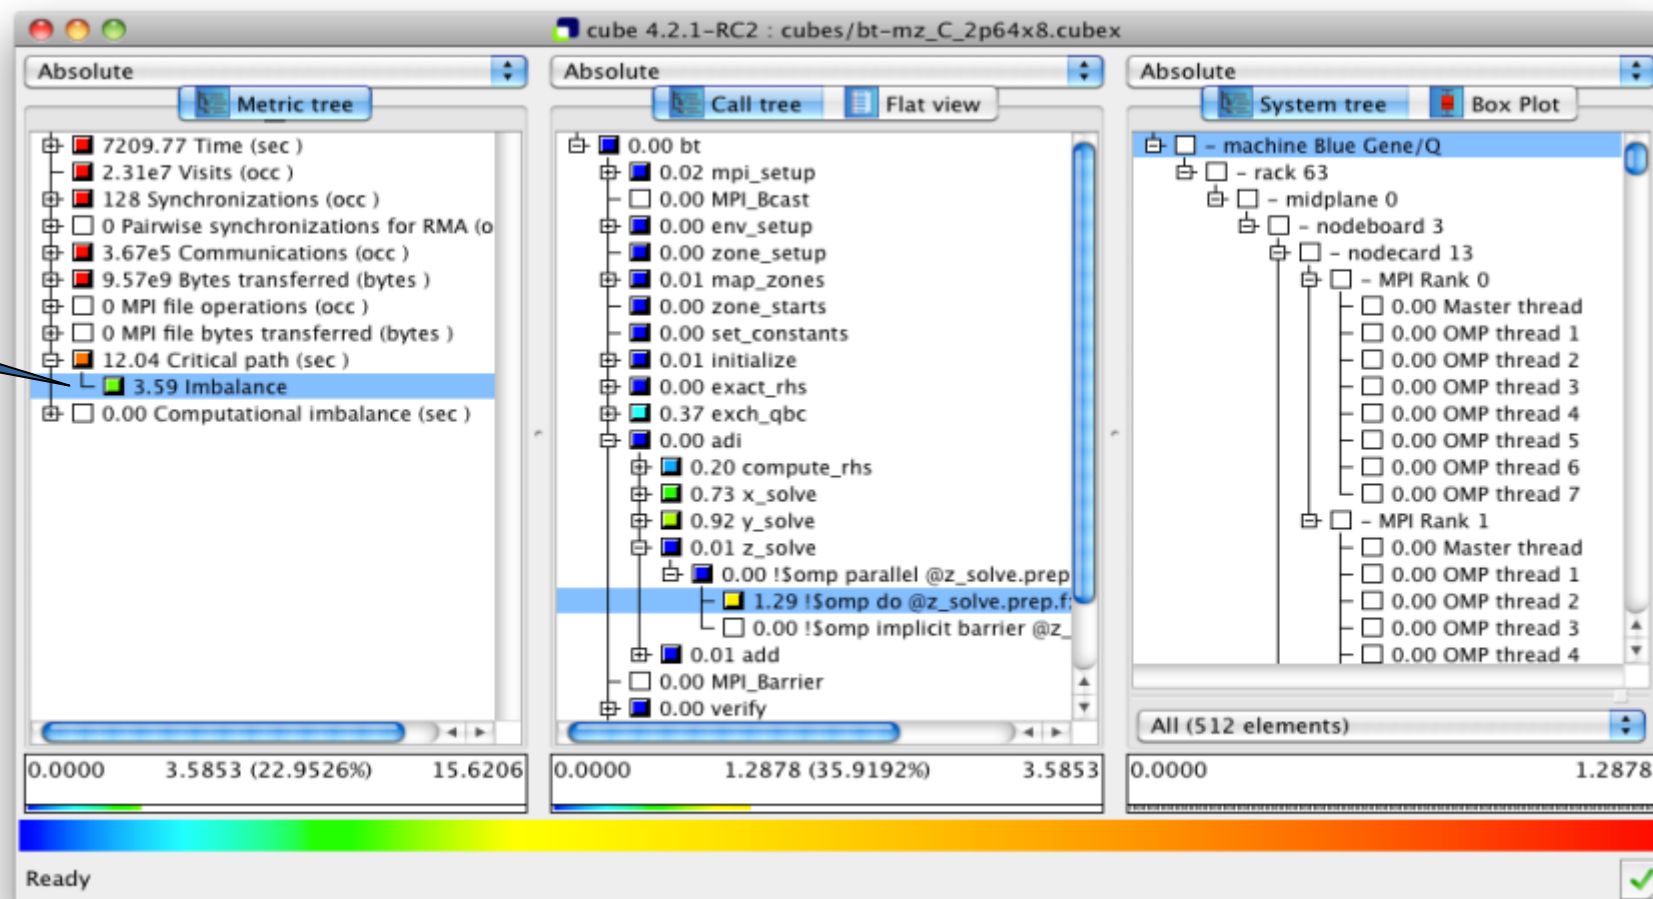 cube 4.2.1-RC2 : cubes/bt-mz_C_2p64x8.cubex
Absolute
Metric tree
7209.77 Time (sec )
2.31e7 Visits (occ )
128 Synchronizations (occ )
0 Pairwise synchronizations for RMA (o
3.67e5 Communications (occ )
9.57e9 Bytes transferred (bytes )
0 MPI file operations (occ )
0 MPI file bytes transferred (bytes )
12.04 Critical path (sec )
3.59 Imbalance
0.00 Computational imbalance (sec )
0.0000 3.5853 (22.9526%) 15.6206
Absolute
Call tree Flat view
0.00 bt
0.02 mpi_setup
0.00 MPI_Bcast
0.00 env_setup
0.00 zone_setup
0.01 map_zones
0.00 zone_starts
0.00 set_constants
0.01 initialize
0.00 exact_rhs
0.37 exch_qbc
0.00 adi
0.20 compute_rhs
0.73 x_solve
0.92 y_solve
0.01 z_solve
0.00 !$omp parallel @z_solve.prep
1.29 !$omp do @z_solve.prep.f:
0.00 !$omp implicit barrier @z_
0.01 add
0.00 MPI_Barrier
0.00 verify
0.0000 1.2878 (35.9192%) 3.5853
Absolute
System tree Box Plot
- machine Blue Gene/Q
- rack 63
- midplane 0
- nodeboard 3
- nodecard 13
- MPI Rank 0
0.00 Master thread
0.00 OMP thread 1
0.00 OMP thread 2
0.00 OMP thread 3
0.00 OMP thread 4
0.00 OMP thread 5
0.00 OMP thread 6
0.00 OMP thread 7
- MPI Rank 1
0.00 Master thread
0.00 OMP thread 1
0.00 OMP thread 2
0.00 OMP thread 3
0.00 OMP thread 4
All (512 elements)
0.0000 1.2878
Ready